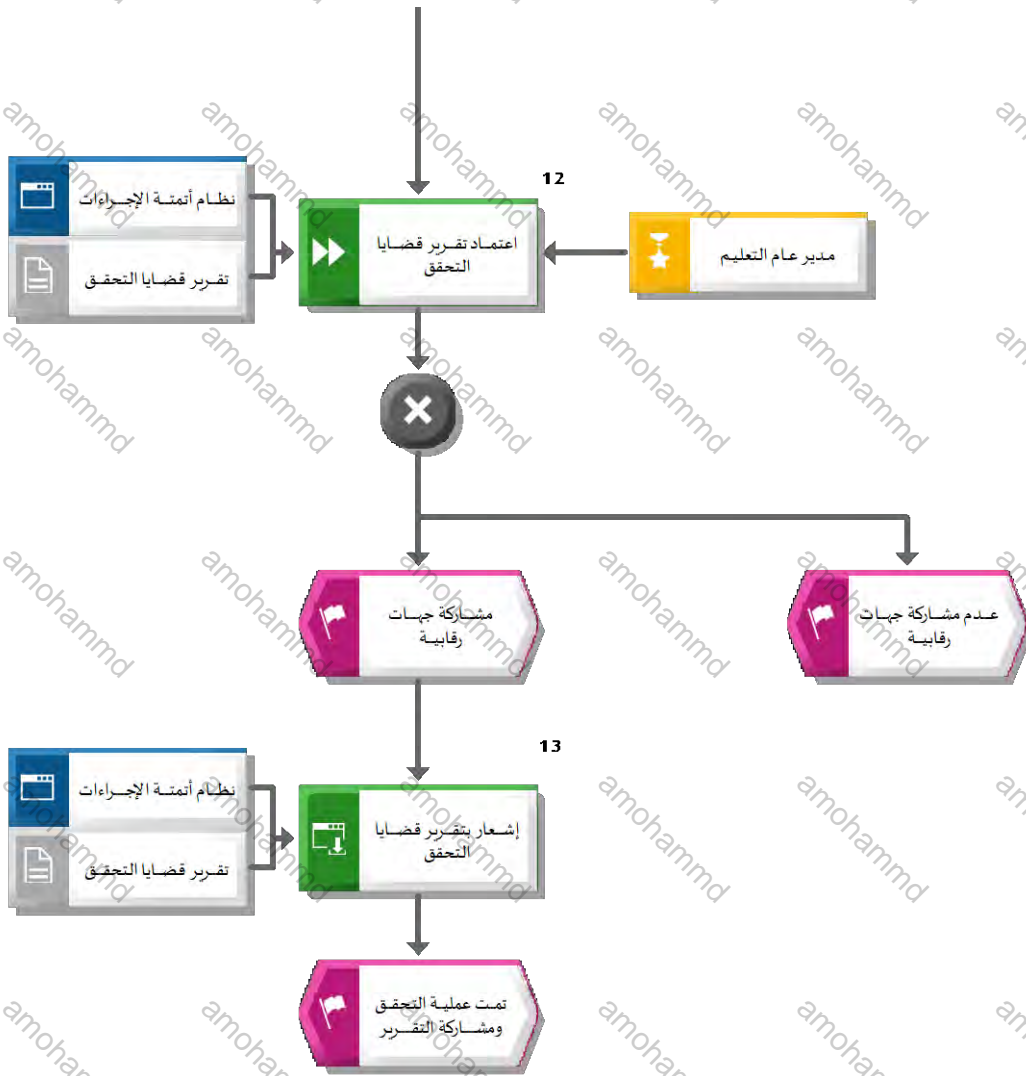 12
نظام أتمتة الإجراءات
تقرير قضايا التحقق
اعتماد تقرير قضايا
التحقق
مدير عام التعليم
مشاركة جهات
رقابية
عدم مشاركة جهات
رقابية
13
نظام أتمتة الإجراءات
تقرير قضايا التحقق
إشعار بتقرير قضايا
التحقق
تمت عملية التحقق
ومشاركة التقرير
amohammd